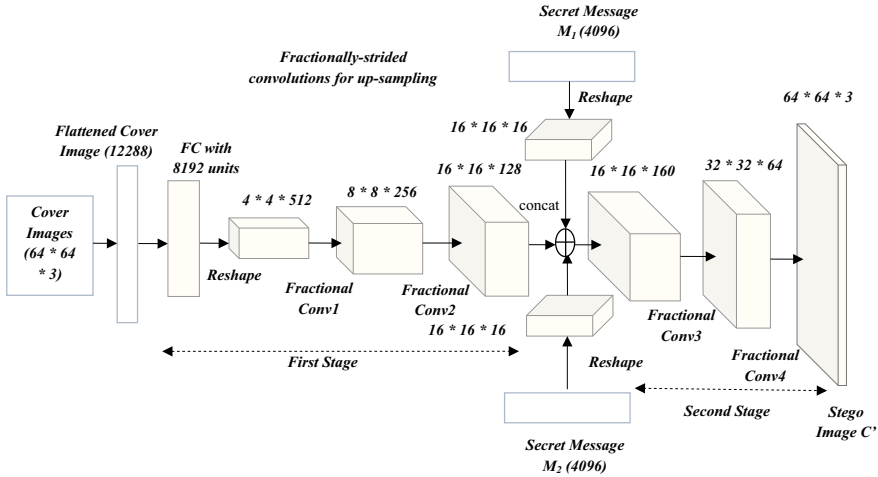 Secret Message
M1 (4096)
Fractionally-strided
convolutions for up-sampling
Reshape
64 * 64 * 3
16 * 16 * 16
Flattened Cover
Image (12288)
FC with
8192 units
16 * 16 * 128
16 * 16 * 160
32 * 32 * 64
4 * 4 * 512
8 * 8 * 256
concat
Cover
Images
(64 * 64
* 3)
Reshape
Fractional
Conv1
Fractional
Conv2
16 * 16 * 16
Fractional
Conv3
Fractional
Conv4
First Stage
Reshape
Second Stage
Stego
Image C’
Secret Message
M2 (4096)